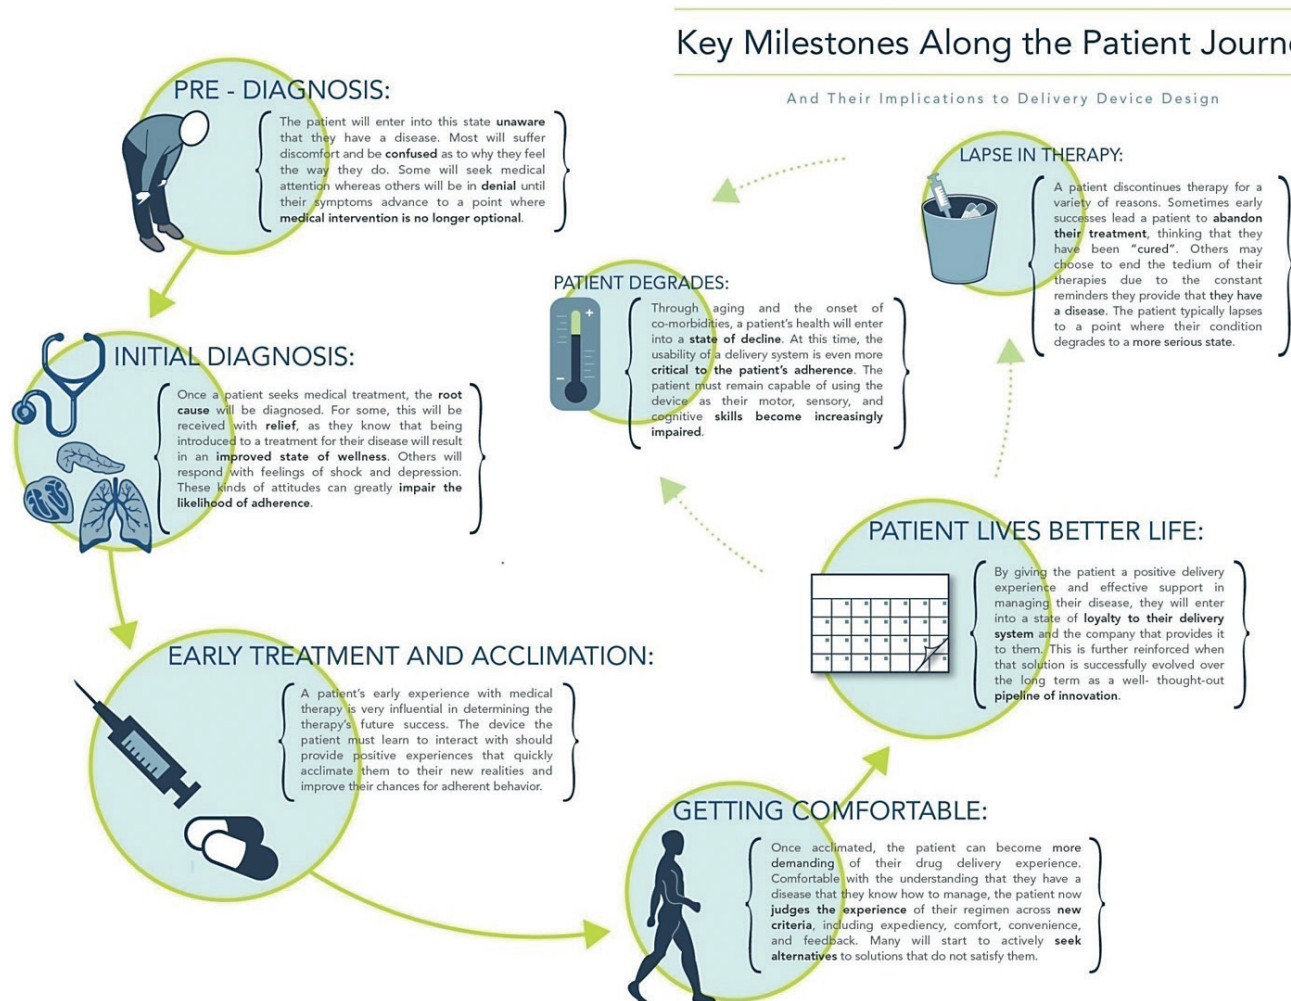 Key Milestones Along the Patient Journe
And Their Implications to Delivery Device Design
PRE - DIAGNOSIS:
The patient will enter into this state unaware
that they have a disease. Most will suffer
discomfort and be confused as to why they feel
the way they do. Some will seek medical
attention whereas others will be in denial until
their symptoms advance to a point where
medical intervention is no longer optional.
INITIAL DIAGNOSIS:
Once a patient seeks medical treatment, the root
cause will be diagnosed. For some, this will be
received with relief, as they know that being
introduced to a treatment for their disease will result
in an improved state of wellness. Others will
respond with feelings of shock and depression.
These kinds of attitudes can greatly impair the
likelihood of adherence.
EARLY TREATMENT AND ACCLIMATION:
A patient's early experience with medical
therapy is very influential in determining the
therapy's future success. The device the
patient must learn to interact with should
provide positive experiences that quickly
acclimate them to their new realities and
improve their chances for adherent behavior.
GETTING COMFORTABLE:
Once acclimated, the patient can become more
demanding of their drug delivery experience.
Comfortable with the understanding that they have a
disease that they know how to manage, the patient now
judges the experience of their regimen across new
criteria, including expediency, comfort, convenience,
and feedback. Many will start to actively seek
alternatives to solutions that do not satisfy them.
PATIENT LIVES BETTER LIFE:
By giving the patient a positive delivery
experience and effective support in
managing their disease, they will enter
into a state of loyalty to their delivery
system and the company that provides it
to them. This is further reinforced when
that solution is successfully evolved over
the long term as a well- thought-out
pipeline of innovation.
LAPSE IN THERAPY:
A patient discontinues therapy for a
variety of reasons. Sometimes early
successes lead a patient to abandon
their treatment, thinking that they
have been "cured". Others may
choose to end the tedium of their
therapies due to the constant
reminders they provide that they have
a disease. The patient typically lapses
to a point where their condition
degrades to a more serious state.
PATIENT DEGRADES:
Through aging and the onset of
co-morbidities, a patient's health will enter
into a state of decline. At this time, the
usability of a delivery system is even more
critical to the patient's adherence. The
patient must remain capable of using the
device as their motor, sensory, and
cognitive skills become increasingly
impaired.